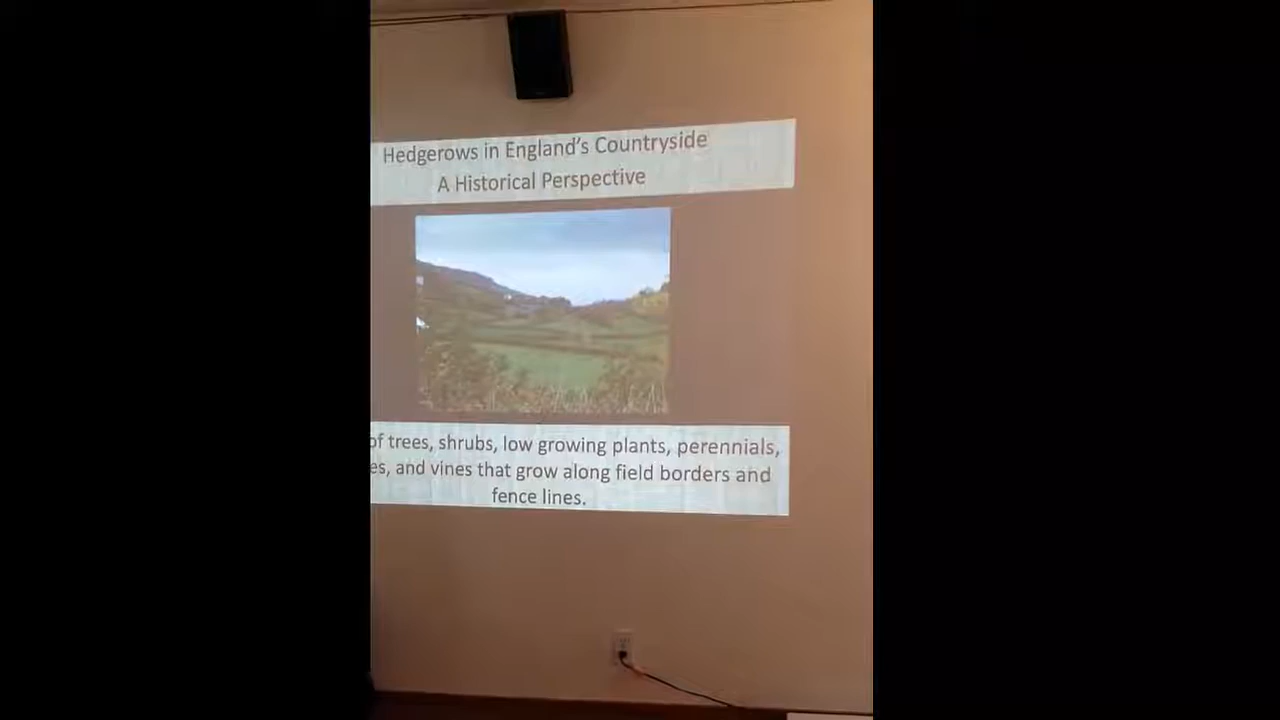 Hedgerows in England's Countryside
A Historical Perspective
of trees, shrubs, low growing plants, perennials,
es, and vines that grow along field borders and
fence lines.